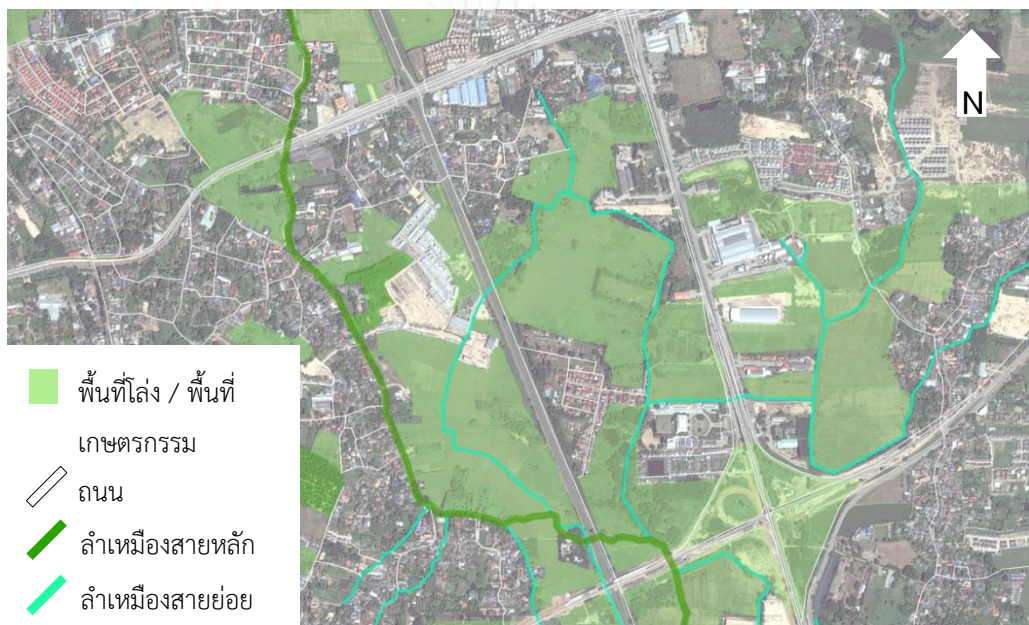 N
พื้นที่โล่ง / พื้นที่
เกษตรกรรม
ถนน
ลำเหมืองสายหลัก
ลำเหมืองสายย่อย